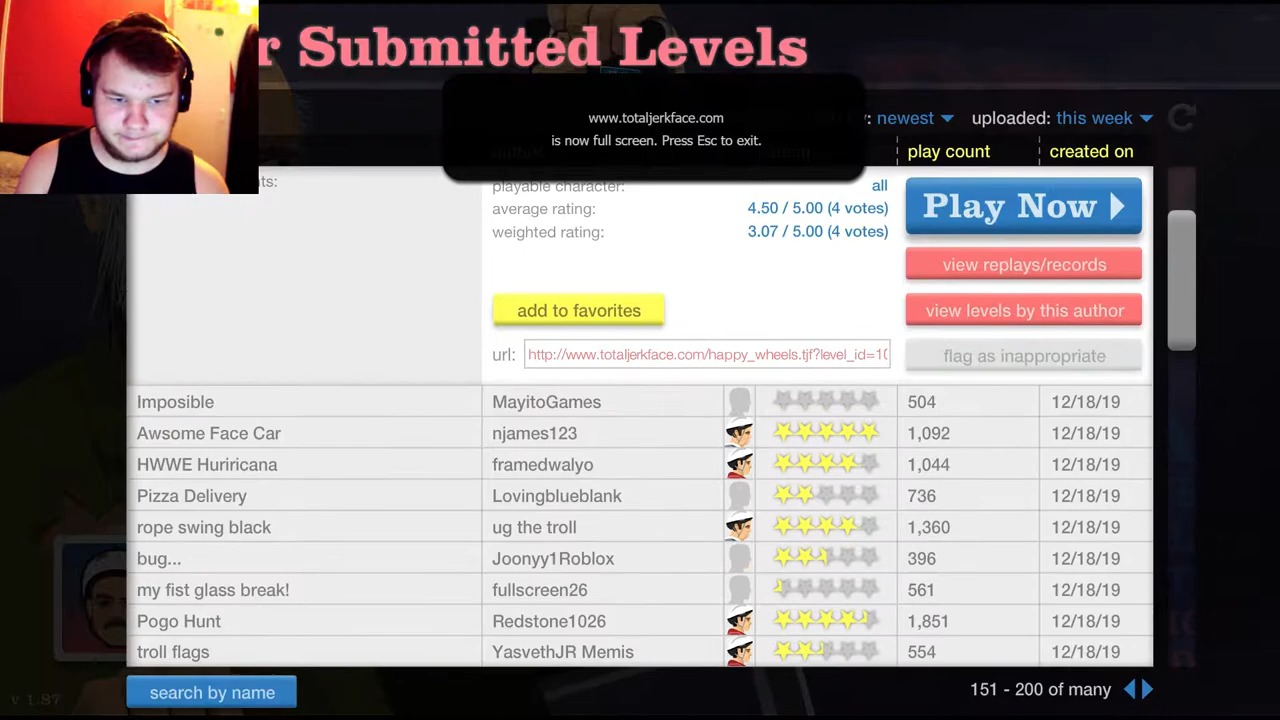 r Submitted Levels
www.totaljerkface.com
is now full screen. Press Esc to exit.
: newest uploaded: this week
play count created on
ts:
playable character: all
average rating: 4.50 / 5.00 (4 votes)
weighted rating: 3.07 / 5.00 (4 votes)
Play Now
view replays/records
add to favorites
view levels by this author
url: http://www.totaljerkface.com/happy_wheels.tjf?level_id=10
flag as inappropriate
Imposible MayitoGames 504 12/18/19
Awsome Face Car njames123 1,092 12/18/19
HWWE Huriricana framedwalyo 1,044 12/18/19
Pizza Delivery Lovingblueblank 736 12/18/19
rope swing black ug the troll 1,360 12/18/19
bug... Joonyy1Roblox 396 12/18/19
my fist glass break! fullscreen26 561 12/18/19
Pogo Hunt Redstone1026 1,851 12/18/19
troll flags YasvethJR Memis 554 12/18/19
search by name 151 - 200 of many
v 1.87